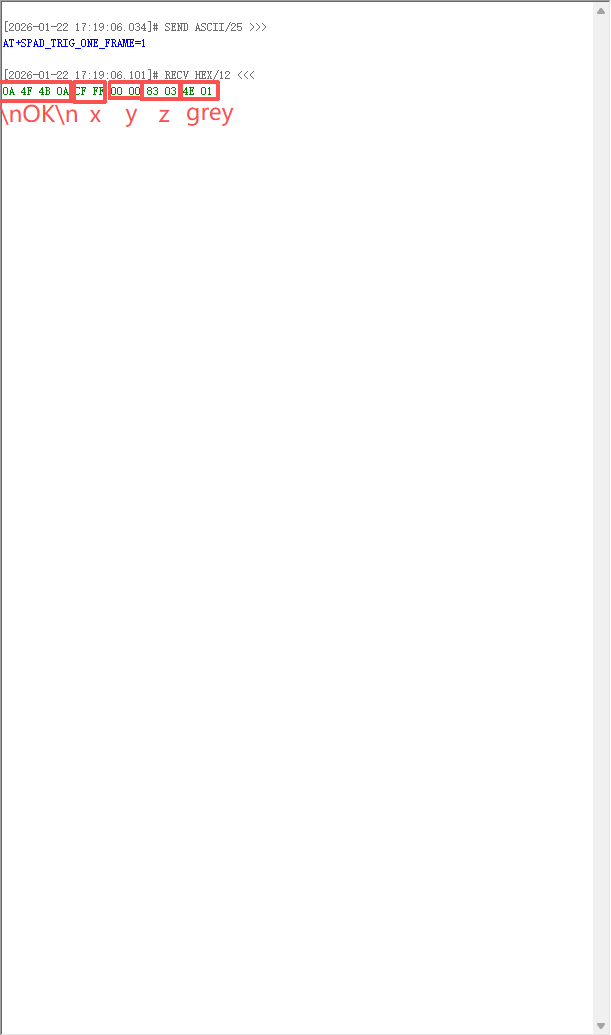 [2026-01-22 17:19:06.034]# SEND ASCII/25 >>>
AT+SPAD_TRIG_ONE_FRAME=1
[2026-01-22 17:19:06.101]# RECV HEX/12 <<<
0A 4F 4B 0A CF FF 00 00 83 03 4E 01
\nOK\n x y z grey